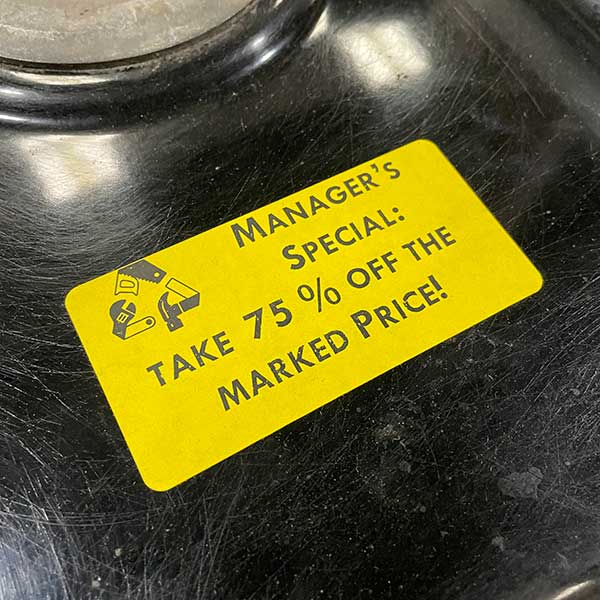 Manager's
Special:
take 75% off the
marked Price!